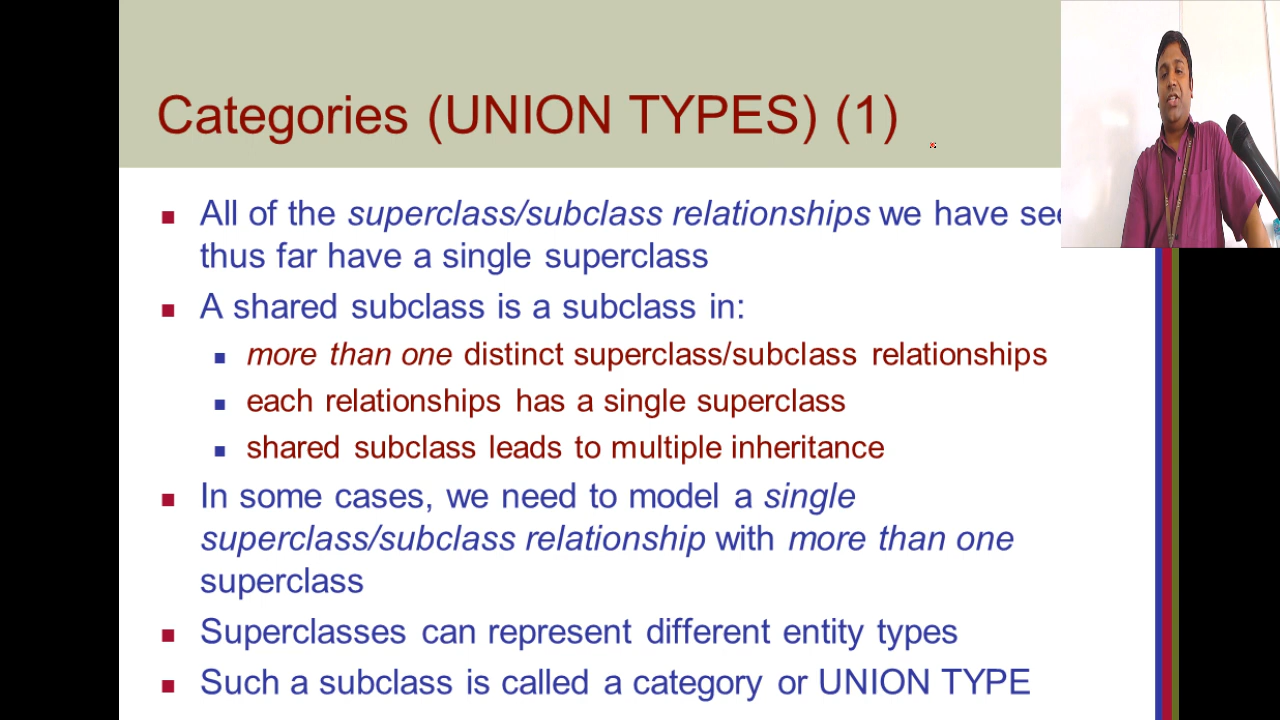 Categories (UNION TYPES) (1)
All of the superclass/subclass relationships we have
thus far have a single superclass
A shared subclass is a subclass in:
more than one distinct superclass/subclass relationships
each relationships has a single superclass
shared subclass leads to multiple inheritance
In some cases, we need to model a single
superclass/subclass relationship with more than one
superclass
Superclasses can represent different entity types
Such a subclass is called a category or UNION TYPE